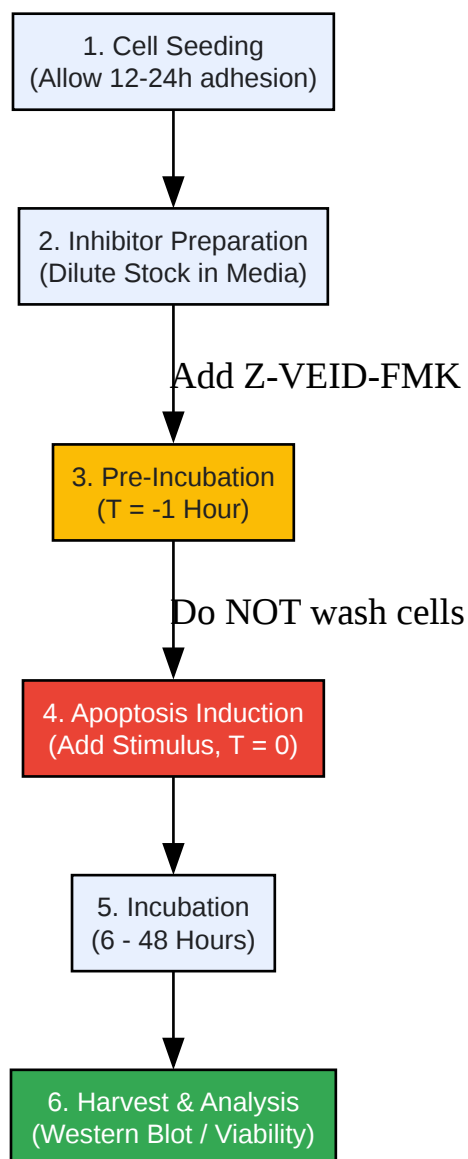 1. Cell Seeding
(Allow 12-24h adhesion)
2. Inhibitor Preparation
(Dilute Stock in Media)
Add Z-VEID-FMK
3. Pre-Incubation
(T = -1 Hour)
Do NOT wash cells
4. Apoptosis Induction
(Add Stimulus, T = 0)
5. Incubation
(6 - 48 Hours)
6. Harvest & Analysis
(Western Blot / Viability)